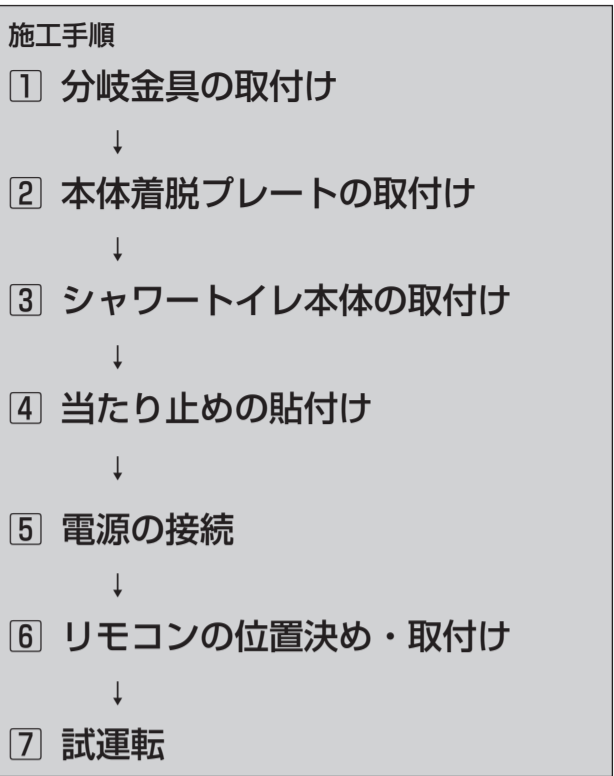 施工手順
1 分岐金具の取付け
↓
2 本体着脱プレートの取付け
↓
3 シャワートイレ本体の取付け
↓
4 当たり止めの貼付け
↓
5 電源の接続
↓
6 リモコンの位置決め・取付け
↓
7 試運転